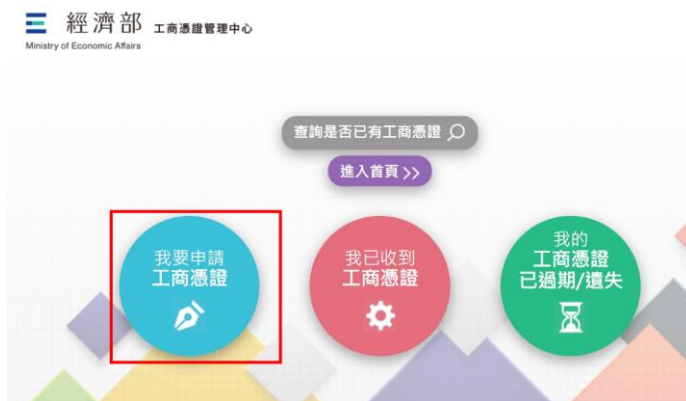 經濟部 工商憑證管理中心
Ministry of Economic Affairs
查詢是否已有工商憑證
進入首頁 >>
我要申請
工商憑證
我已收到
工商憑證
我的
工商憑證
已過期/遺失